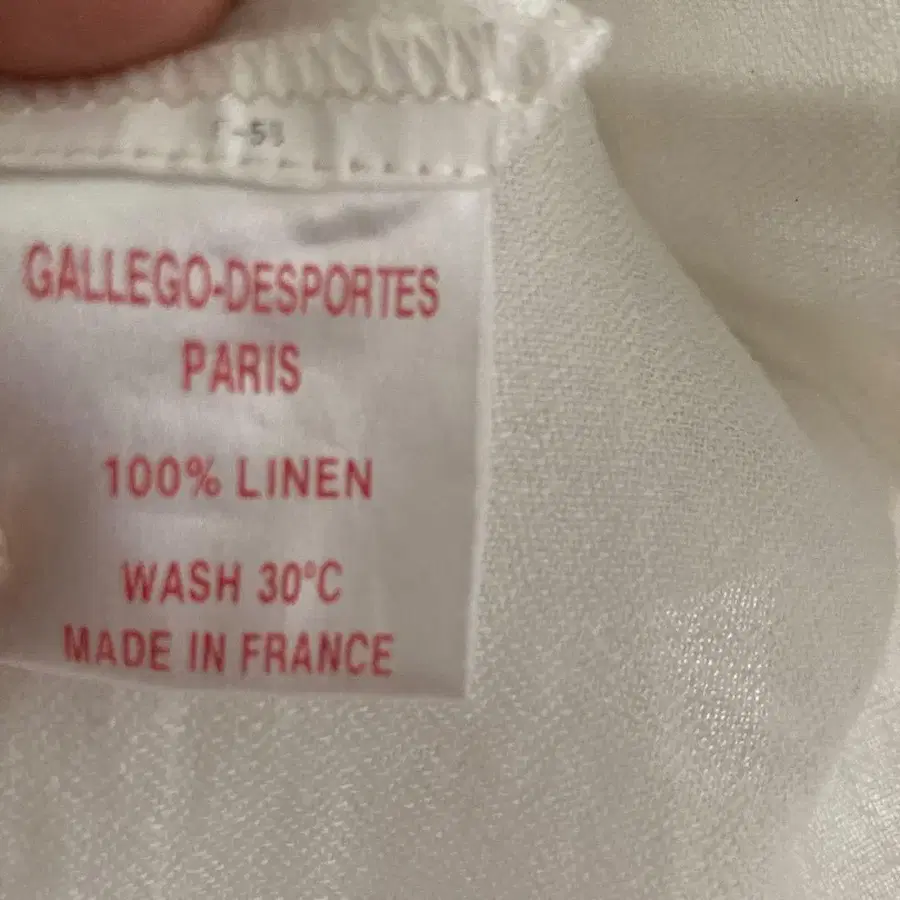 GALLEGO-DESPORTES
PARIS
100% LINEN
WASH 30°C
MADE IN FRANCE